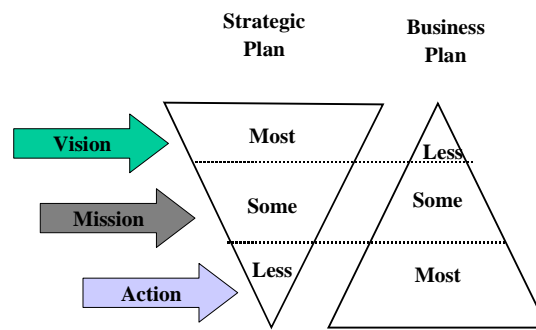 Strategic
Plan
Business
Plan
Vision
Most
Less
Mission
Some
Some
Action
Less
Most